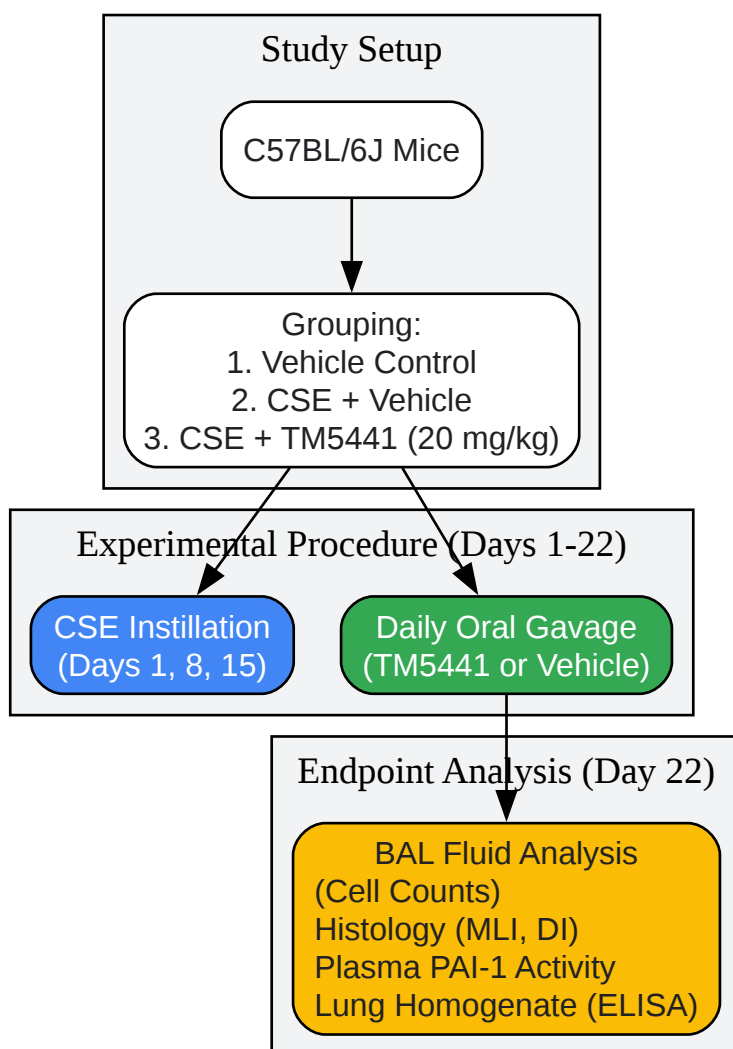 Study Setup
C57BL/6J Mice
Grouping:
1. Vehicle Control
2. CSE + Vehicle
3. CSE + TM5441 (20 mg/kg)
Experimental Procedure (Days 1-22)
CSE Instillation
(Days 1, 8, 15)
Daily Oral Gavage
(TM5441 or Vehicle)
Endpoint Analysis (Day 22)
BAL Fluid Analysis
(Cell Counts)
Histology (MLI, DI)
Plasma PAI-1 Activity
Lung Homogenate (ELISA)